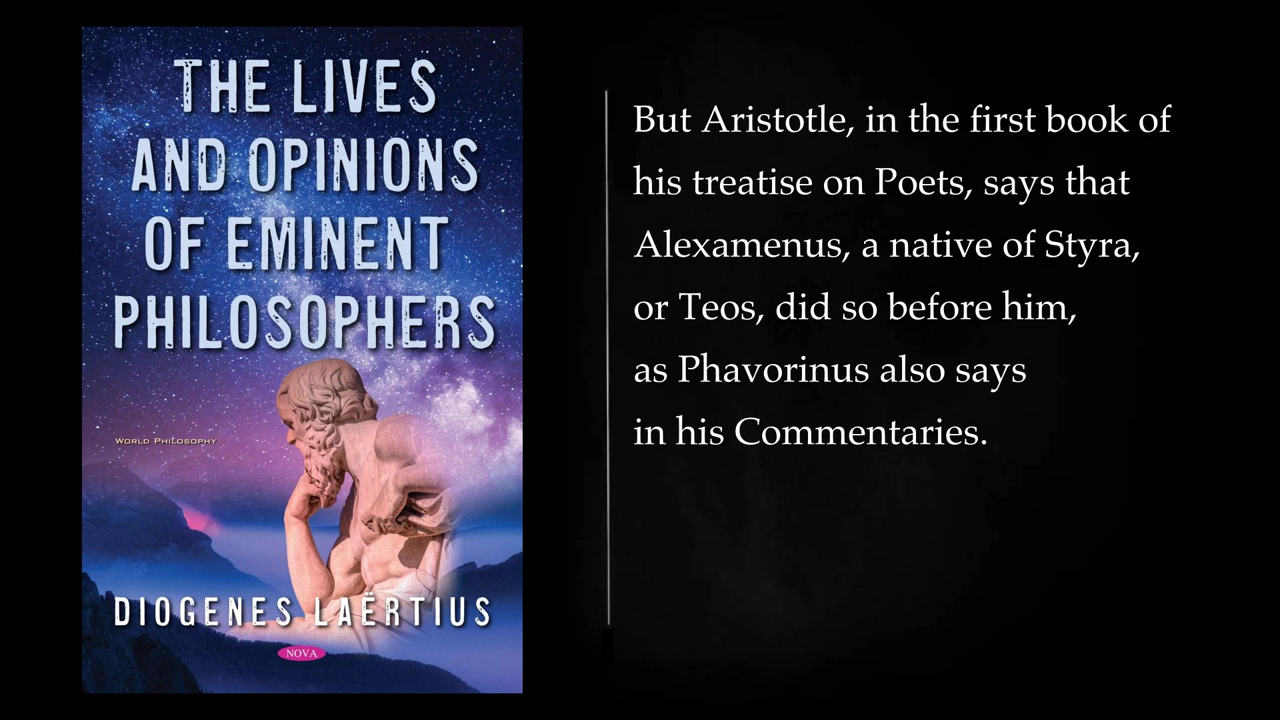 THE LIVES
AND OPINIONS
OF EMINENT
PHILOSOPHERS
WORLD PHILOSOPHY
DIOGENES LAËRTIUS
NOVA
But Aristotle, in the first book of
his treatise on Poets, says that
Alexamenus, a native of Styra,
or Teos, did so before him,
as Phavorinus also says
in his Commentaries.